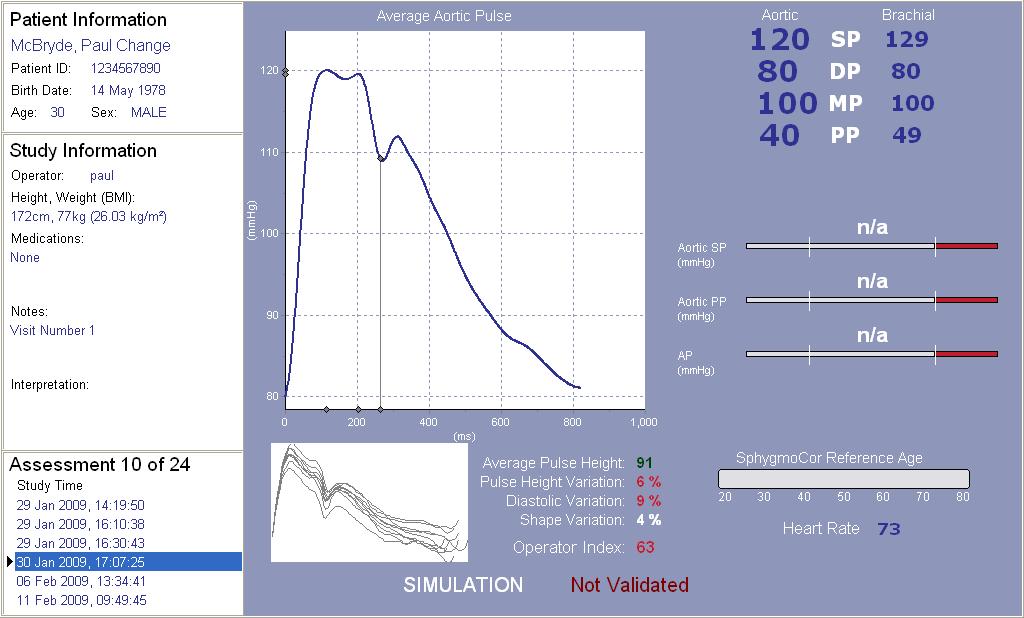 Patient Information
McBryde, Paul Change
Patient ID: 1234567890
Birth Date: 14 May 1978
Age: 30 Sex: MALE
Study Information
Operator: paul
Height, Weight (BMI):
172cm, 77kg (26.03 kg/m²)
Medications:
None
Notes:
Visit Number 1
Interpretation:
Assessment 10 of 24
Study Time
29 Jan 2009, 14:19:50
29 Jan 2009, 16:10:38
29 Jan 2009, 16:30:43
30 Jan 2009, 17:07:25
06 Feb 2009, 13:34:41
11 Feb 2009, 09:49:45
Average Aortic Pulse
120
110
100
90
80
(mmHg)
0 200 400 600 800 1,000
(ms)
Aortic Brachial
120 SP 129
80 DP 80
100 MP 100
40 PP 49
n/a
Aortic SP
(mmHg)
n/a
Aortic PP
(mmHg)
n/a
AP
(mmHg)
Average Pulse Height: 91
Pulse Height Variation: 6 %
Diastolic Variation: 9 %
Shape Variation: 4 %
Operator Index: 63
SphygmoCor Reference Age
20 30 40 50 60 70 80
Heart Rate 73
SIMULATION Not Validated